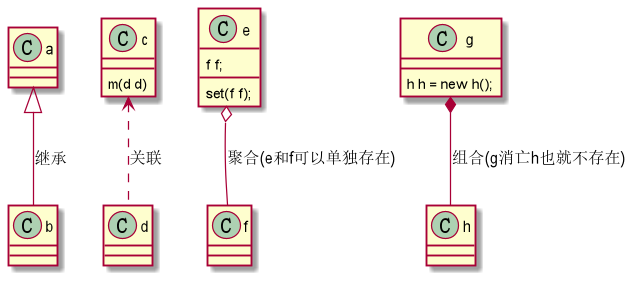 C a
C c
m(d d)
C e
f f;
set(f f);
C g
h h = new h();
继承
关联
聚合(e和f可以单独存在)
组合(g消亡h也就不存在)
C b
C d
C f
C h